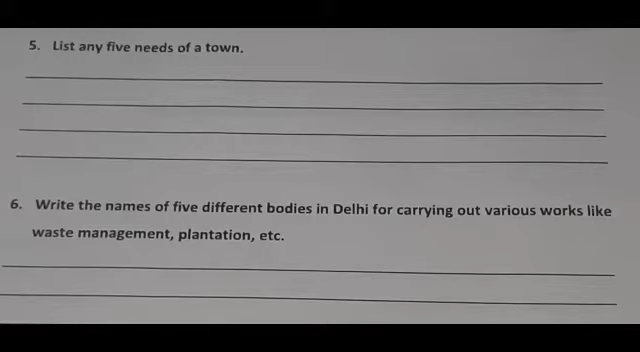 5. List any five needs of a town.
6. Write the names of five different bodies in Delhi for carrying out various works like
waste management, plantation, etc.